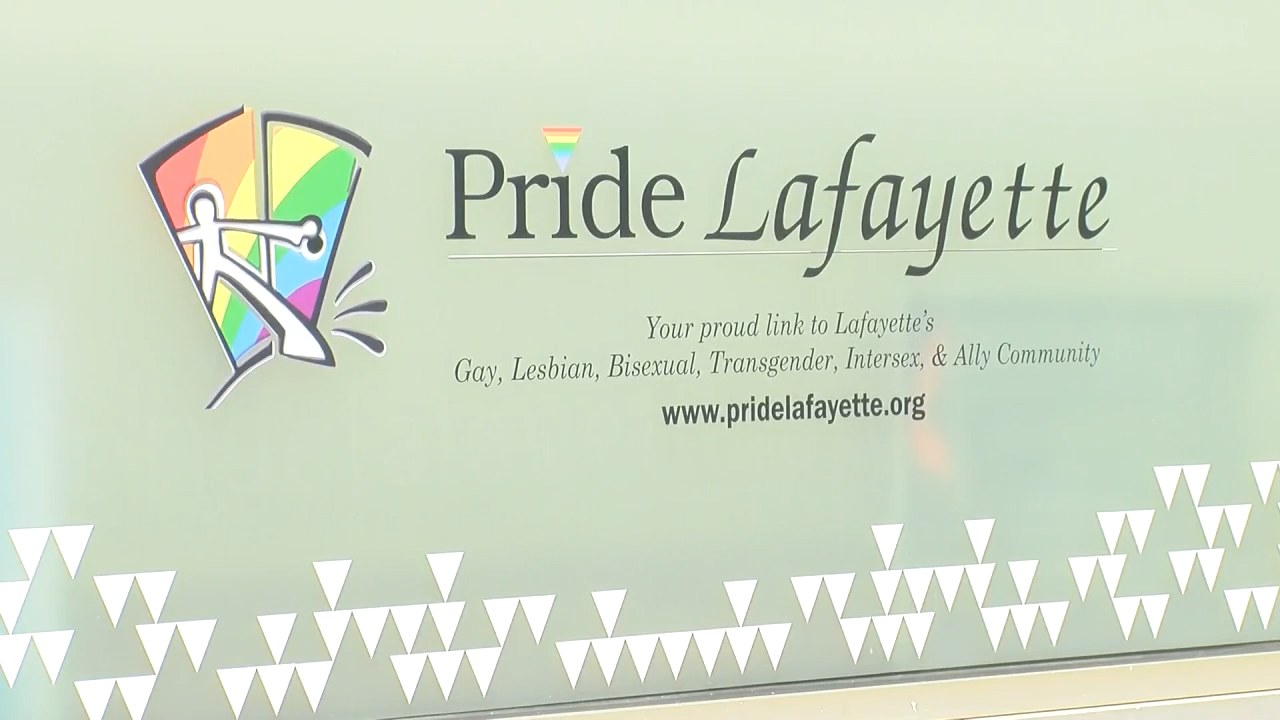 Pride Lafayette
Your proud link to Lafayette's
Gay, Lesbian, Bisexual, Transgender, Intersex, & Ally Community
www.pridelafayette.org